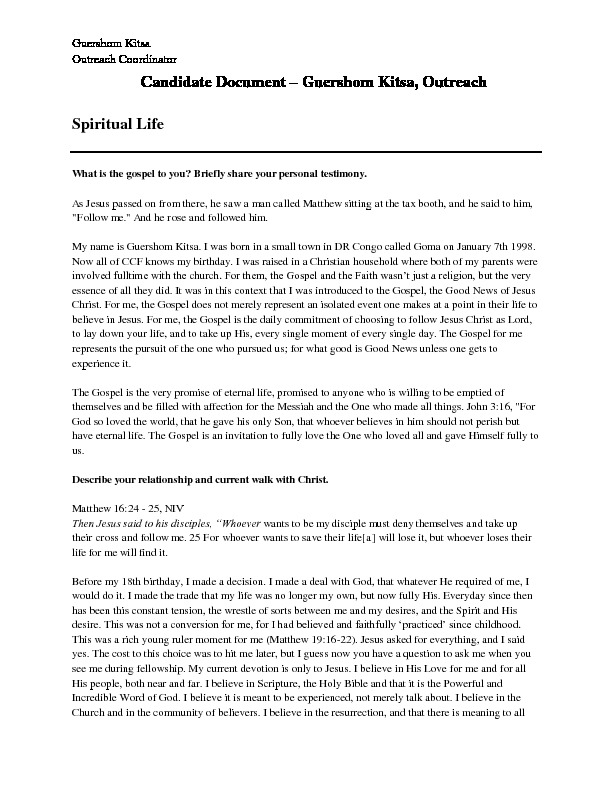 Guershom Kitsa
Outreach Coordinator
Candidate Document – Guershom Kitsa, Outreach
Spiritual Life
What is the gospel to you? Briefly share your personal testimony.
As Jesus passed on from there, he saw a man called Matthew sitting at the tax booth, and he said to him,
"Follow me." And he rose and followed him.
My name is Guershom Kitsa. I was born in a small town in DR Congo called Goma on January 7th 1998.
Now all of CCF knows my birthday. I was raised in a Christian household where both of my parents were
involved fulltime with the church. For them, the Gospel and the Faith wasn’t just a religion, but the very
essence of all they did. It was in this context that I was introduced to the Gospel, the Good News of Jesus
Christ. For me, the Gospel does not merely represent an isolated event one makes at a point in their life to
believe in Jesus. For me, the Gospel is the daily commitment of choosing to follow Jesus Christ as Lord,
to lay down your life, and to take up His, every single moment of every single day. The Gospel for me
represents the pursuit of the one who pursued us; for what good is Good News unless one gets to
experience it.
The Gospel is the very promise of eternal life, promised to anyone who is willing to be emptied of
themselves and be filled with affection for the Messiah and the One who made all things. John 3:16, "For
God so loved the world, that he gave his only Son, that whoever believes in him should not perish but
have eternal life. The Gospel is an invitation to fully love the One who loved all and gave Himself fully to
us.
Describe your relationship and current walk with Christ.
Matthew 16:24 - 25, NIV
Then Jesus said to his disciples, “Whoever wants to be my disciple must deny themselves and take up
their cross and follow me. 25 For whoever wants to save their life[a] will lose it, but whoever loses their
life for me will find it.
Before my 18th birthday, I made a decision. I made a deal with God, that whatever He required of me, I
would do it. I made the trade that my life was no longer my own, but now fully His. Everyday since then
has been this constant tension, the wrestle of sorts between me and my desires, and the Spirit and His
desire. This was not a conversion for me, for I had believed and faithfully ‘practiced’ since childhood.
This was a rich young ruler moment for me (Matthew 19:16-22). Jesus asked for everything, and I said
yes. The cost to this choice was to hit me later, but I guess now you have a question to ask me when you
see me during fellowship. My current devotion is only to Jesus. I believe in His Love for me and for all
His people, both near and far. I believe in Scripture, the Holy Bible and that it is the Powerful and
Incredible Word of God. I believe it is meant to be experienced, not merely talk about. I believe in the
Church and in the community of believers. I believe in the resurrection, and that there is meaning to all